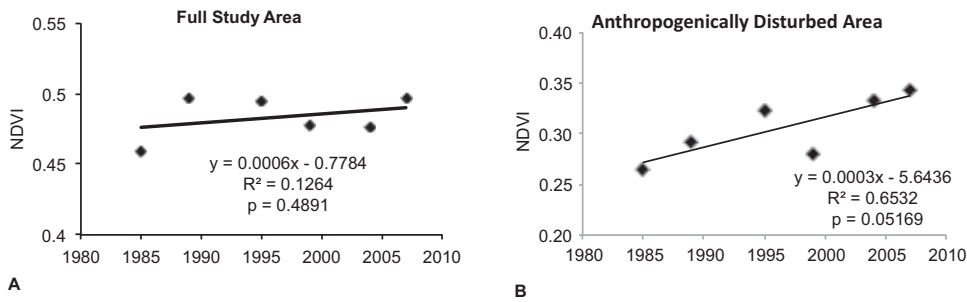 Full Study Area
0.55
0.5
0.45
0.4
NDVI
y = 0.0006x - 0.7784
R² = 0.1264
p = 0.4891
1980 1985 1990 1995 2000 2005 2010
A
Anthropogenically Disturbed Area
0.40
0.35
0.30
0.25
0.20
NDVI
y = 0.0003x - 5.6436
R² = 0.6532
p = 0.05169
1980 1985 1990 1995 2000 2005 2010
B